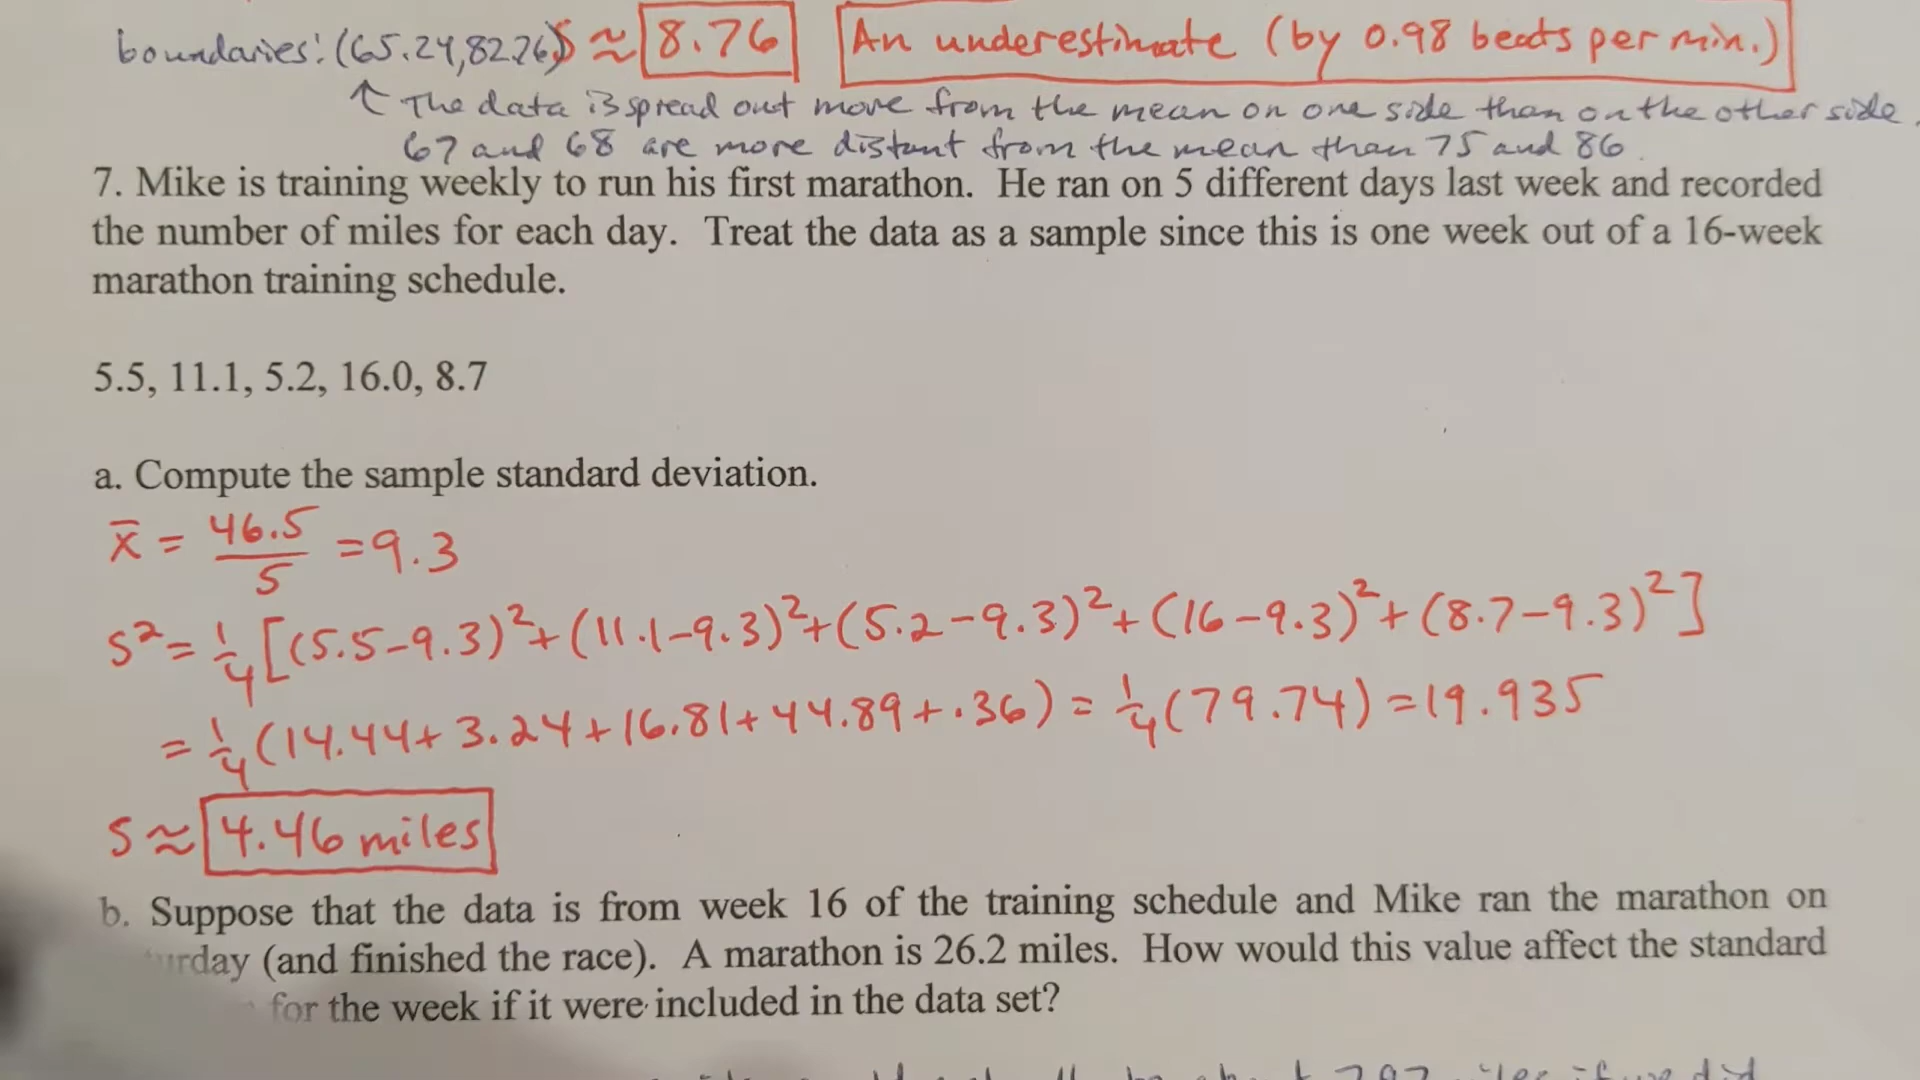 boundaries: (65.24, 82.76) S ≈ 8.76 An underestimate (by 0.98 beats per min.)
↑ The data is spread out more from the mean on one side than on the other side.
67 and 68 are more distant from the mean than 75 and 86.
7. Mike is training weekly to run his first marathon. He ran on 5 different days last week and recorded
the number of miles for each day. Treat the data as a sample since this is one week out of a 16-week
marathon training schedule.
5.5, 11.1, 5.2, 16.0, 8.7
a. Compute the sample standard deviation.
x̄ = 46.5/5 = 9.3
S² = 1/4 [(5.5-9.3)² + (11.1-9.3)² + (5.2-9.3)² + (16-9.3)² + (8.7-9.3)²]
= 1/4 (14.44 + 3.24 + 16.81 + 44.89 + .36) = 1/4 (79.74) = 19.935
S ≈ 4.46 miles
b. Suppose that the data is from week 16 of the training schedule and Mike ran the marathon on
urday (and finished the race). A marathon is 26.2 miles. How would this value affect the standard
for the week if it were included in the data set?